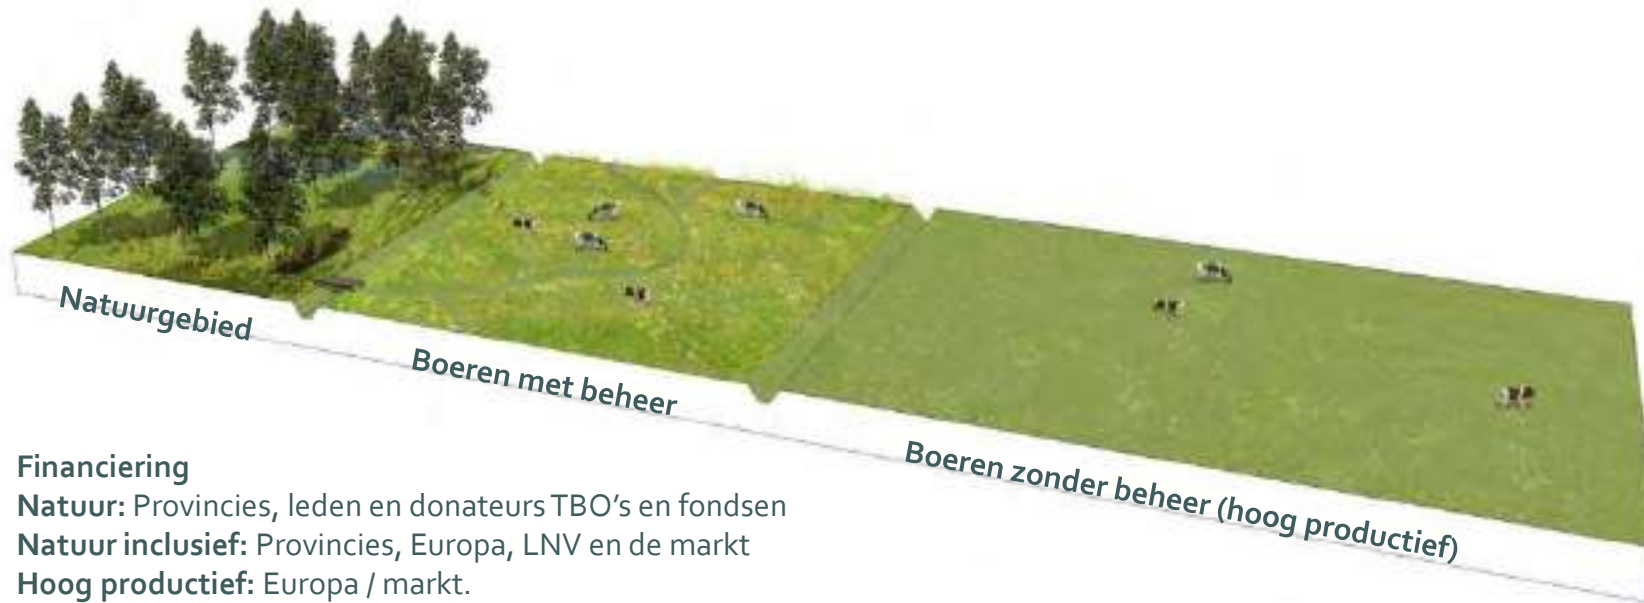 Natuurgebied
Boeren met beheer
Boeren zonder beheer (hoog productief)
Financiering
Natuur: Provincies, leden en donateurs TBO's en fondsen
Natuur inclusief: Provincies, Europa, LNV en de markt
Hoog productief: Europa / markt.